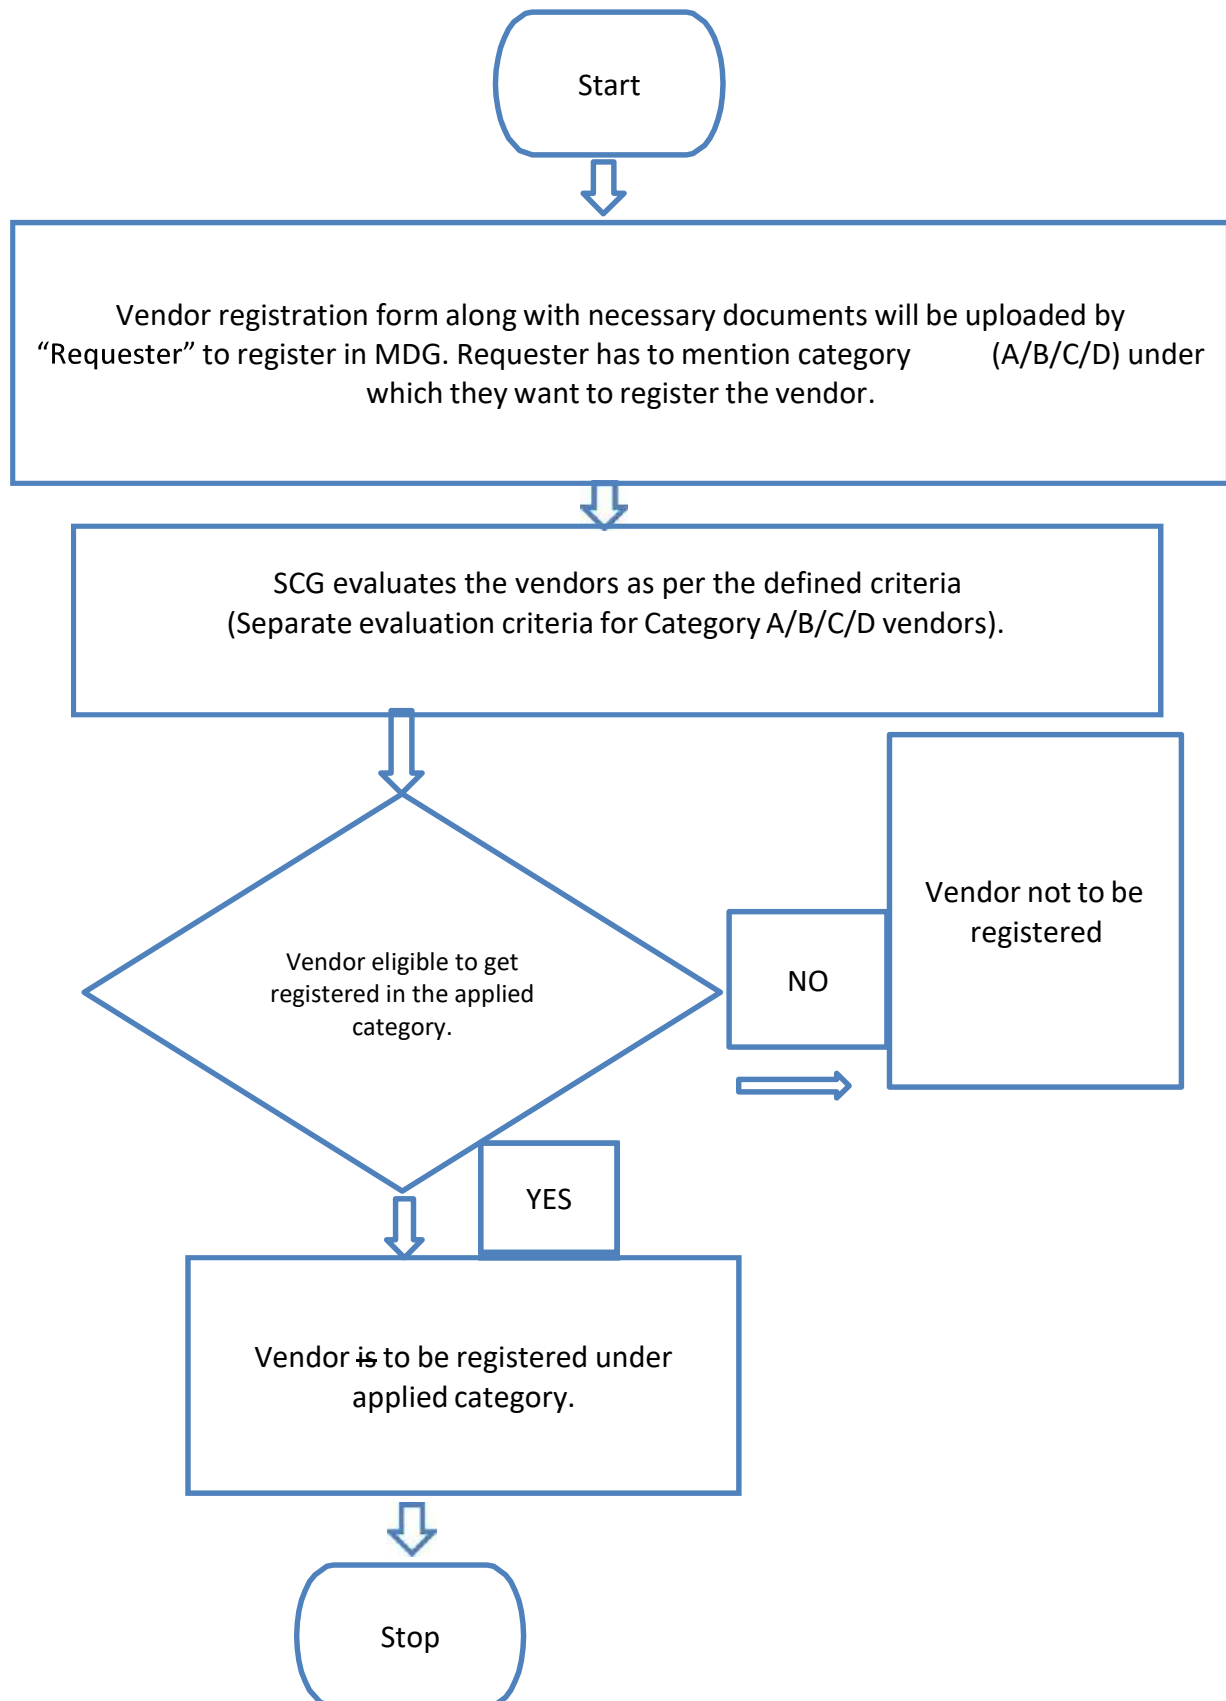 Start
Vendor registration form along with necessary documents will be uploaded by
“Requester” to register in MDG. Requester has to mention category (A/B/C/D) under
which they want to register the vendor.
SCG evaluates the vendors as per the defined criteria
(Separate evaluation criteria for Category A/B/C/D vendors).
Vendor eligible to get
registered in the applied
category.
NO
Vendor not to be
registered
YES
Vendor is to be registered under
applied category.
Stop